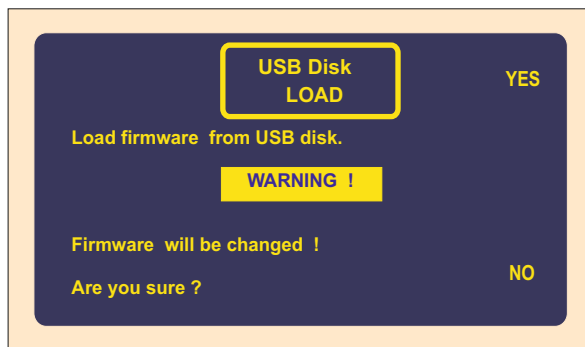 USB Disk
LOAD
YES
Load firmware from USB disk.
WARNING !
Firmware will be changed !
Are you sure ?
NO